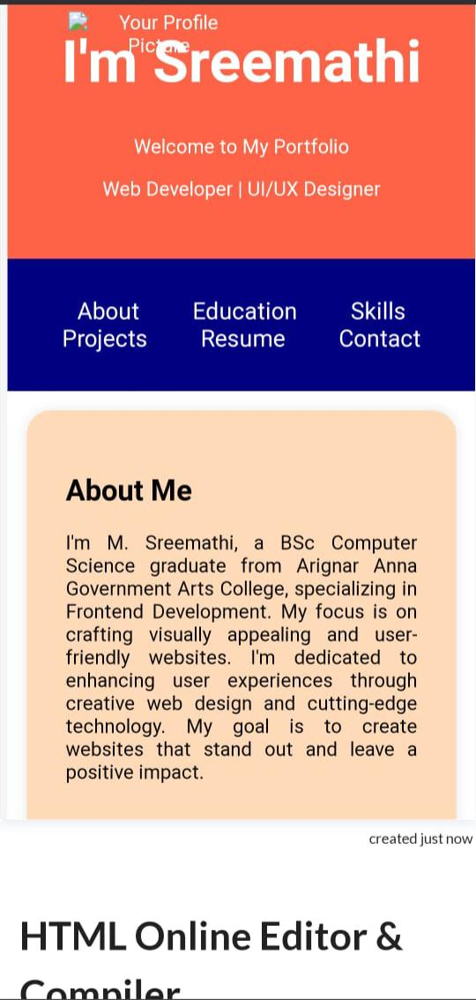 Your Profile
Picture
I'm Sreemathi
Welcome to My Portfolio
Web Developer | UI/UX Designer
About Education Skills
Projects Resume Contact
About Me
I'm M. Sreemathi, a BSc Computer
Science graduate from Arignar Anna
Government Arts College, specializing in
Frontend Development. My focus is on
crafting visually appealing and user-
friendly websites. I'm dedicated to
enhancing user experiences through
creative web design and cutting-edge
technology. My goal is to create
websites that stand out and leave a
positive impact.
created just now
HTML Online Editor &
Compiler